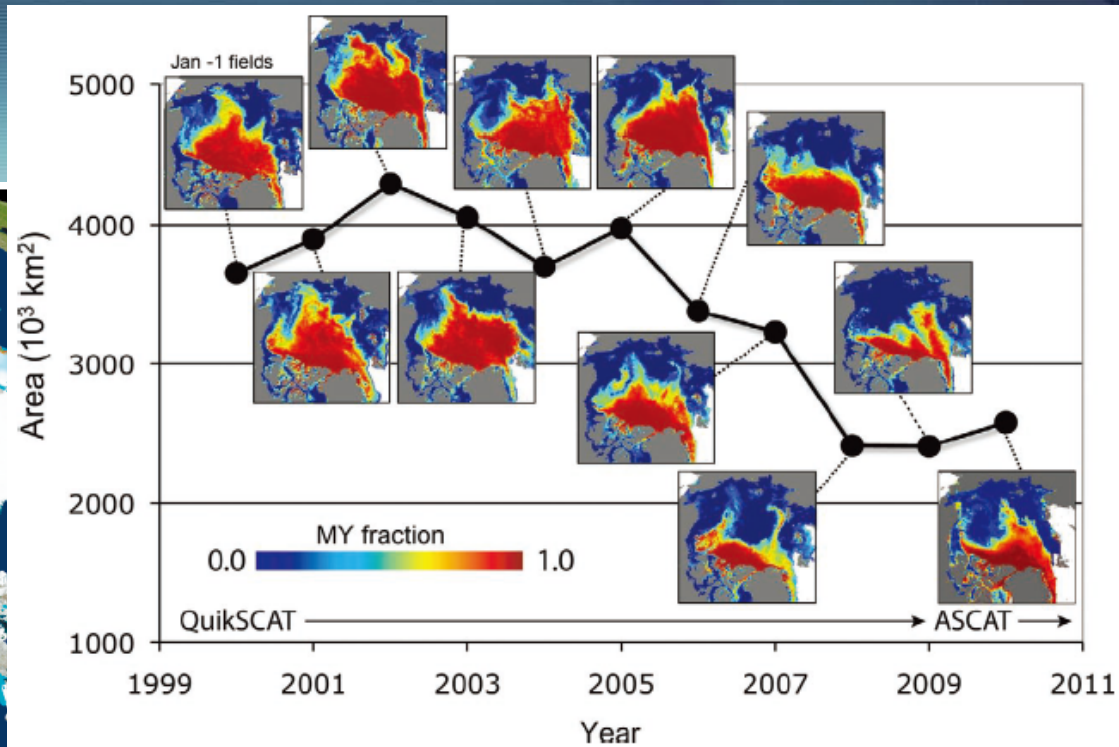 Jan -1 fields
5000
4000
3000
2000
1000
Area (10³ km²)
MY fraction
0.0 1.0
QuikSCAT ASCAT
1999 2001 2003 2005 2007 2009 2011
Year